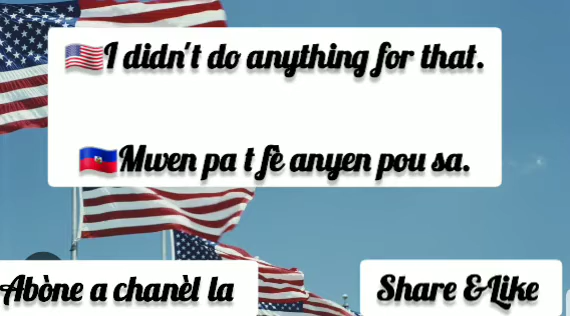 I didn't do anything for that.
Mwen pa t fè anyen pou sa.
Abòne a chanèl la
Share & Like